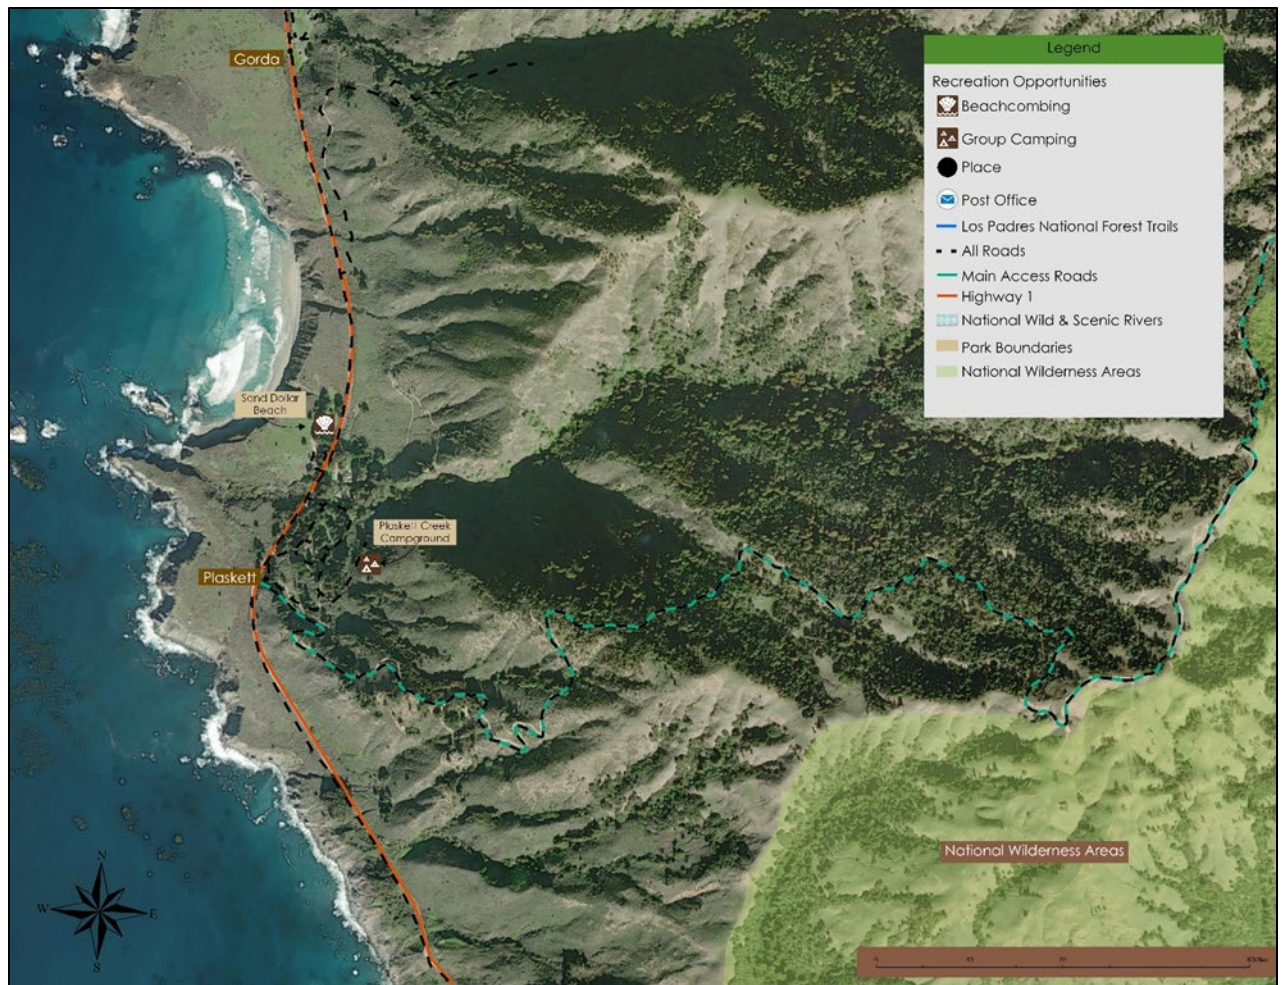 Gorda
Legend
Recreation Opportunities
Beachcombing
Group Camping
Place
Post Office
Los Padres National Forest Trails
All Roads
Main Access Roads
Highway 1
National Wild & Scenic Rivers
Park Boundaries
National Wilderness Areas
Sand Dollar
Beach
Plaskett Creek
Campground
Plaskett
National Wilderness Areas
N
W
E
S
0